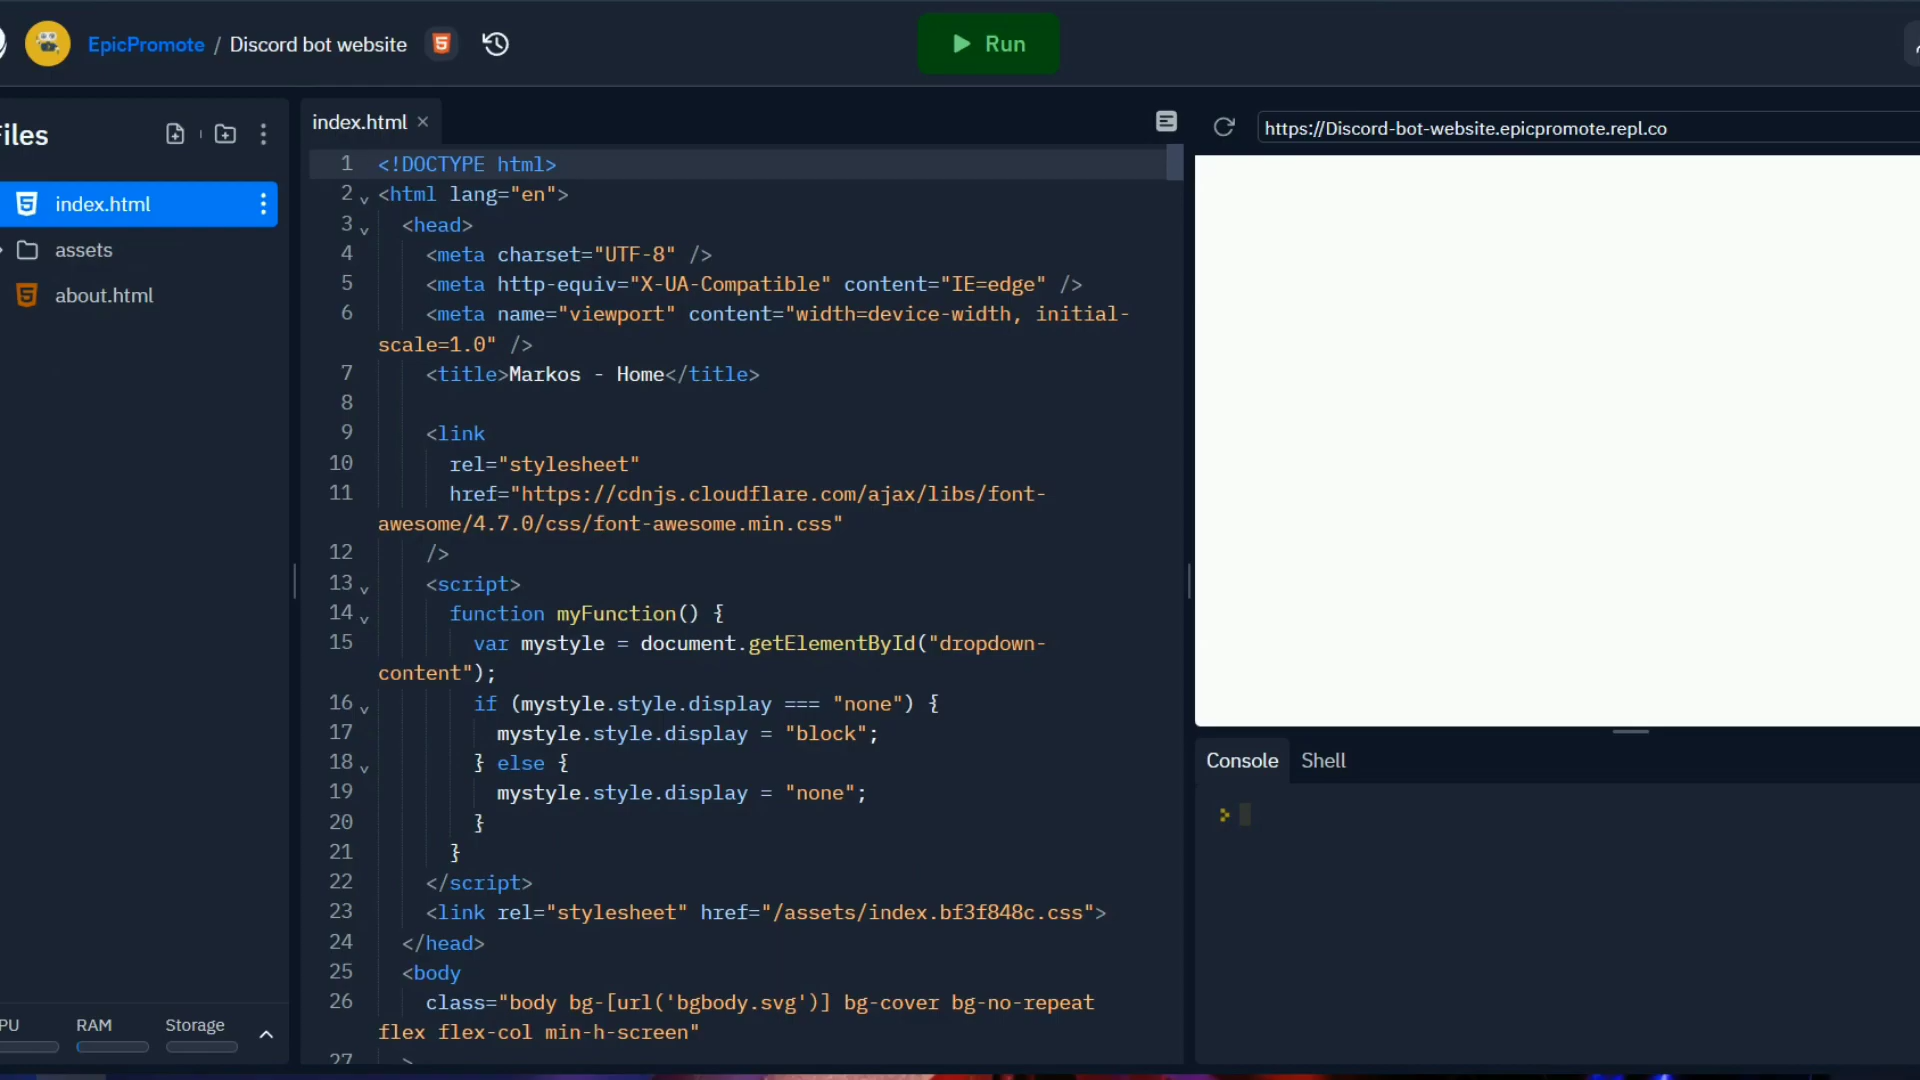 EpicPromote / Discord bot website
Run
Files
index.html
assets
about.html
index.html
1 <!DOCTYPE html>
2 <html lang="en">
3 <head>
4 <meta charset="UTF-8" />
5 <meta http-equiv="X-UA-Compatible" content="IE=edge" />
6 <meta name="viewport" content="width=device-width, initial-
scale=1.0" />
7 <title>Markos - Home</title>
8
9 <link
10 rel="stylesheet"
11 href="https://cdnjs.cloudflare.com/ajax/libs/font-
awesome/4.7.0/css/font-awesome.min.css"
12 />
13 <script>
14 function myFunction() {
15 var mystyle = document.getElementById("dropdown-
content");
16 if (mystyle.style.display === "none") {
17 mystyle.style.display = "block";
18 } else {
19 mystyle.style.display = "none";
20 }
21 }
22 </script>
23 <link rel="stylesheet" href="/assets/index.bf3f848c.css">
24 </head>
25 <body
26 class="body bg-[url('bgbody.svg')] bg-cover bg-no-repeat
flex flex-col min-h-screen"
27 >
https://Discord-bot-website.epicpromote.repl.co
Console
Shell
PU
RAM
Storage